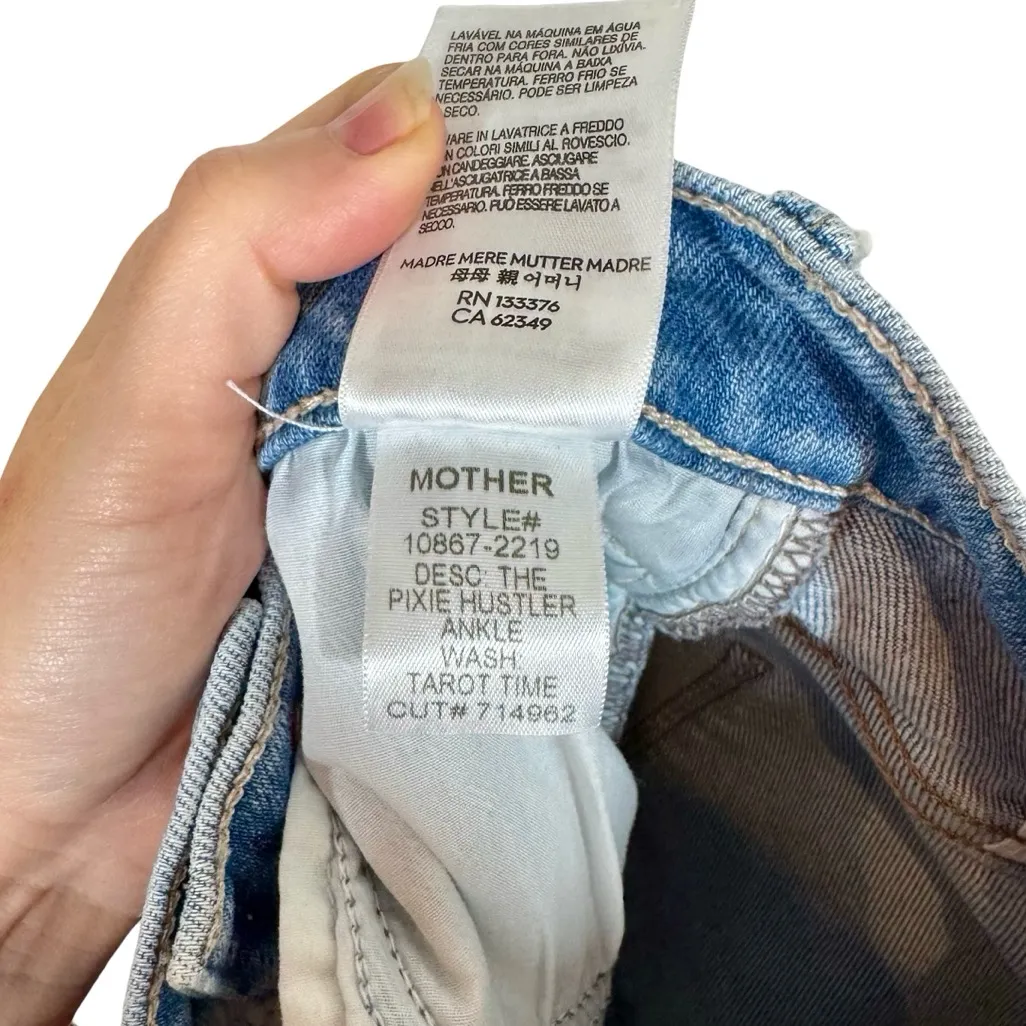 LAVÁVEL NA MÁQUINA EM ÁGUA
FRIA COM CORES SIMILARES DE
DENTRO PARA FORA. NÃO LIXÍVIA.
SECAR NA MÁQUINA A BAIXA
TEMPERATURA. FERRO FRIO SE
NECESSÁRIO. PODE SER LIMPEZA
SECO.
IN LAVATRICE A FREDDO
COLORI SIMILI AL ROVESCIO.
CANDEGGIARE. ASCIUGARE
NELL'ASCIUGATRICE A BASSA
TEMPERATURA. FERRO FREDDO SE
NECESSARIO. PUÒ ESSERE LAVATO A
SECCO.
MADRE MERE MUTTER MADRE
母母 親 어머니
RN 133376
CA 62349
MOTHER
STYLE#
10867-2219
DESC: THE
PIXIE HUSTLER
ANKLE
WASH:
TAROT TIME
CUT# 714962